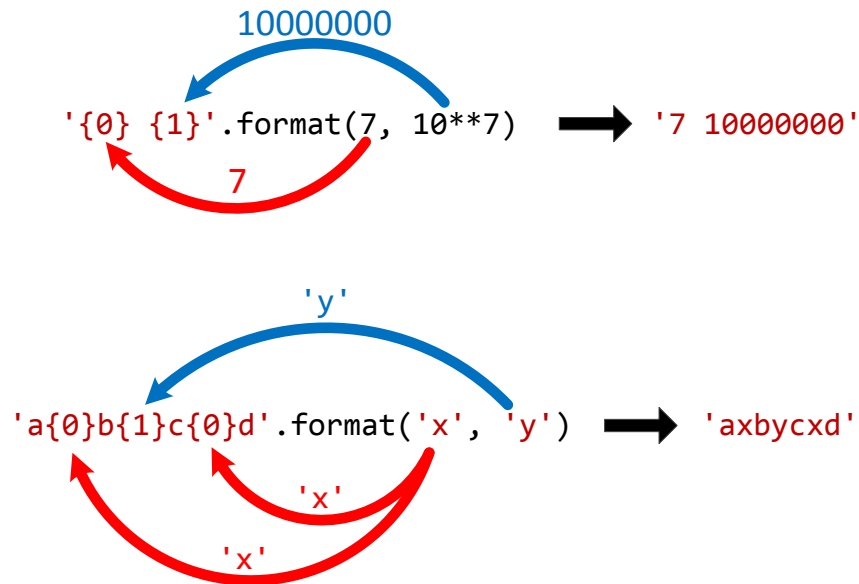 10000000
'{0} {1}'.format(7, 10**7) '7 10000000'
7
'y'
'a{0}b{1}c{0}d'.format('x', 'y') 'axbycxd'
'x'
'x'